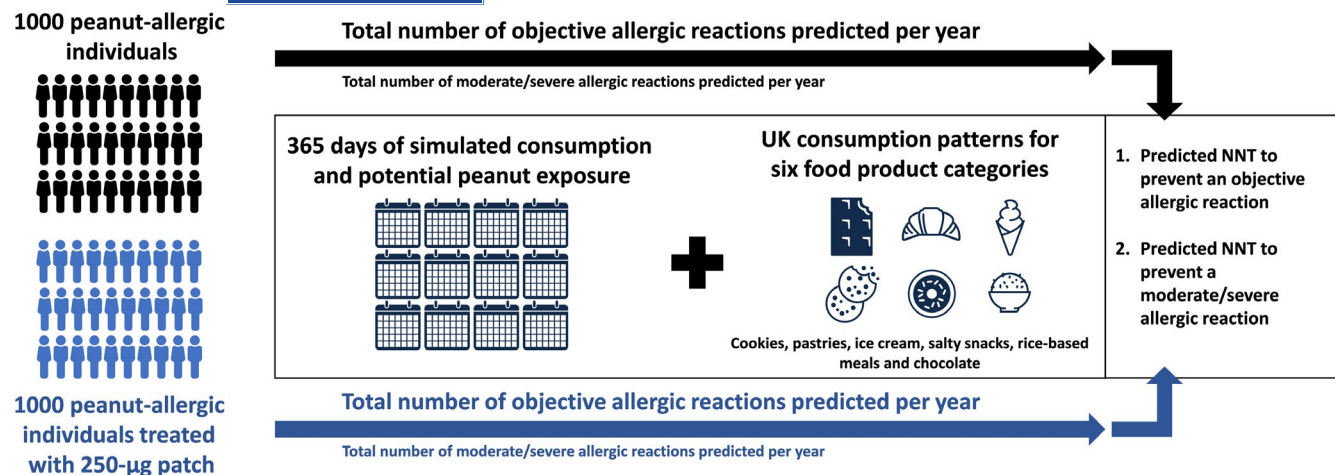 1000 peanut-allergic
individuals
Total number of objective allergic reactions predicted per year
Total number of moderate/severe allergic reactions predicted per year
365 days of simulated consumption
and potential peanut exposure
UK consumption patterns for
six food product categories
Cookies, pastries, ice cream, salty snacks, rice-based
meals and chocolate
1. Predicted NNT to
prevent an objective
allergic reaction
2. Predicted NNT to
prevent a
moderate/severe
allergic reaction
1000 peanut-allergic
individuals treated
with 250-µg patch
Total number of objective allergic reactions predicted per year
Total number of moderate/severe allergic reactions predicted per year